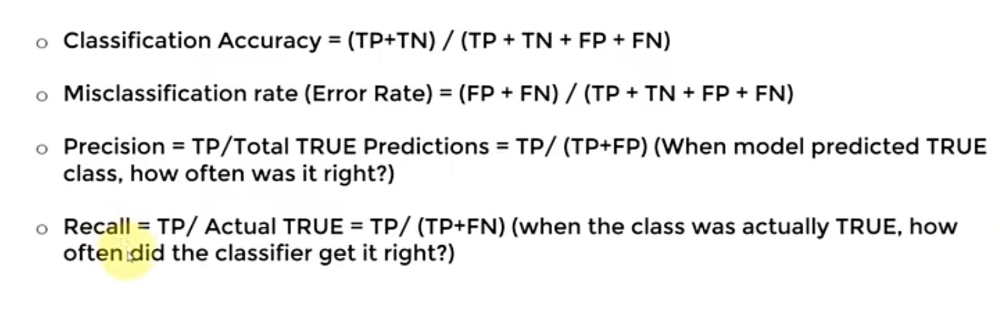 o Classification Accuracy = (TP+TN) / (TP + TN + FP + FN)
o Misclassification rate (Error Rate) = (FP + FN) / (TP + TN + FP + FN)
o Precision = TP/Total TRUE Predictions = TP/ (TP+FP) (When model predicted TRUE
class, how often was it right?)
o Recall = TP/ Actual TRUE = TP/ (TP+FN) (when the class was actually TRUE, how
often did the classifier get it right?)